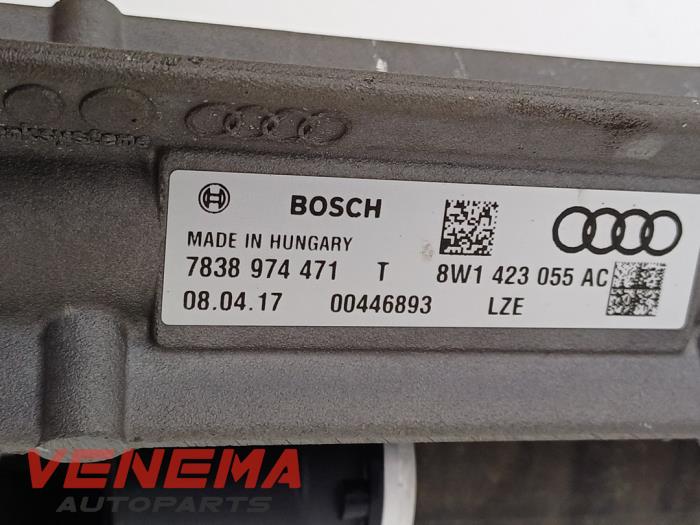 BOSCH
MADE IN HUNGARY
7838 974 471 T 8W1 423 055 AC
08.04.17 00446893 LZE
VENEMA
AUTOPARTS